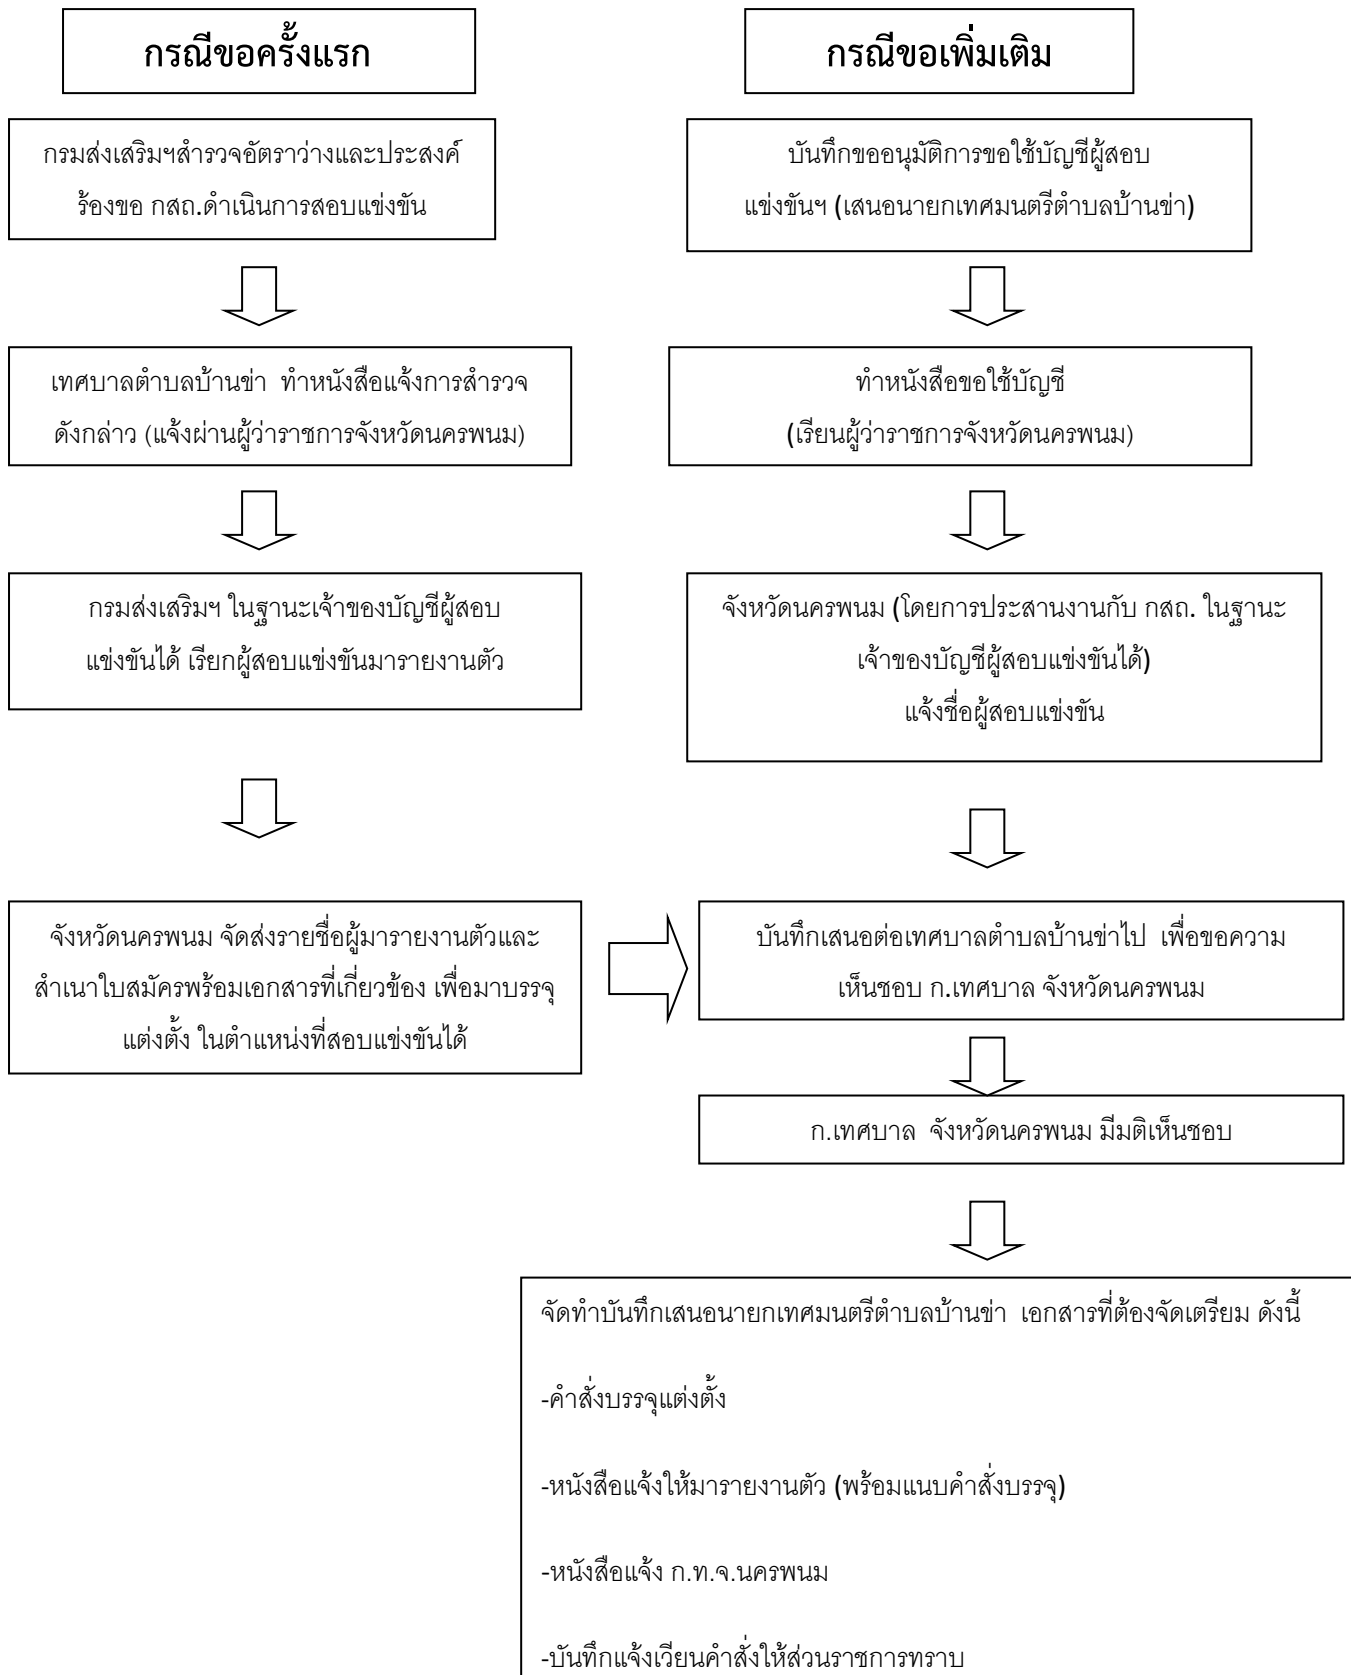 กรณีขอครั้งแรก
กรมส่งเสริมฯสำรวจอัตราว่างและประสงค์
ร้องขอ กสถ.ดำเนินการสอบแข่งขัน
เทศบาลตำบลบ้านข่า ทำหนังสือแจ้งการสำรวจ
ดังกล่าว (แจ้งผ่านผู้ว่าราชการจังหวัดนครพนม)
กรมส่งเสริมฯ ในฐานะเจ้าของบัญชีผู้สอบ
แข่งขันได้ เรียกผู้สอบแข่งขันมารายงานตัว
จังหวัดนครพนม จัดส่งรายชื่อผู้มารายงานตัวและ
สำเนาใบสมัครพร้อมเอกสารที่เกี่ยวข้อง เพื่อมาบรรจุ
แต่งตั้ง ในตำแหน่งที่สอบแข่งขันได้
กรณีขอเพิ่มเติม
บันทึกขออนุมัติการขอใช้บัญชีผู้สอบ
แข่งขันฯ (เสนอนายกเทศมนตรีตำบลบ้านข่า)
ทำหนังสือขอใช้บัญชี
(เรียนผู้ว่าราชการจังหวัดนครพนม)
จังหวัดนครพนม (โดยการประสานงานกับ กสถ. ในฐานะ
เจ้าของบัญชีผู้สอบแข่งขันได้)
แจ้งชื่อผู้สอบแข่งขัน
บันทึกเสนอต่อเทศบาลตำบลบ้านข่าไป เพื่อขอความ
เห็นชอบ ก.เทศบาล จังหวัดนครพนม
ก.เทศบาล จังหวัดนครพนม มีมติเห็นชอบ
จัดทำบันทึกเสนอนายกเทศมนตรีตำบลบ้านข่า เอกสารที่ต้องจัดเตรียม ดังนี้
-คำสั่งบรรจุแต่งตั้ง
-หนังสือแจ้งให้มารายงานตัว (พร้อมแนบคำสั่งบรรจุ)
-หนังสือแจ้ง ก.ท.จ.นครพนม
-บันทึกแจ้งเวียนคำสั่งให้ส่วนราชการทราบ